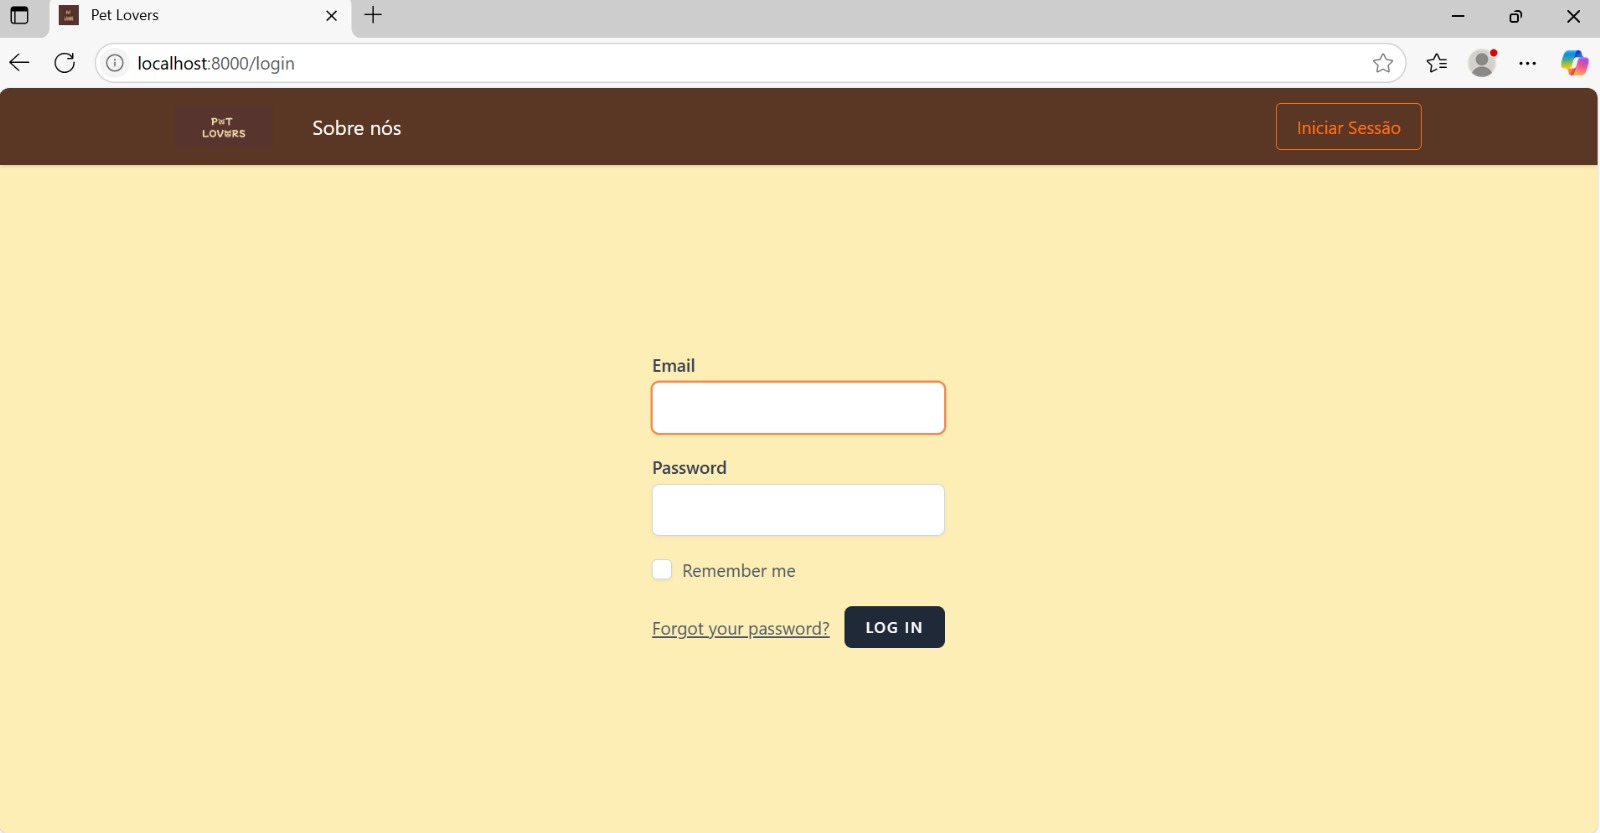 Pet Lovers
localhost:8000/login
PET
LOVERS
Sobre nós
Iniciar Sessão
Email
Password
Remember me
Forgot your password?
LOG IN